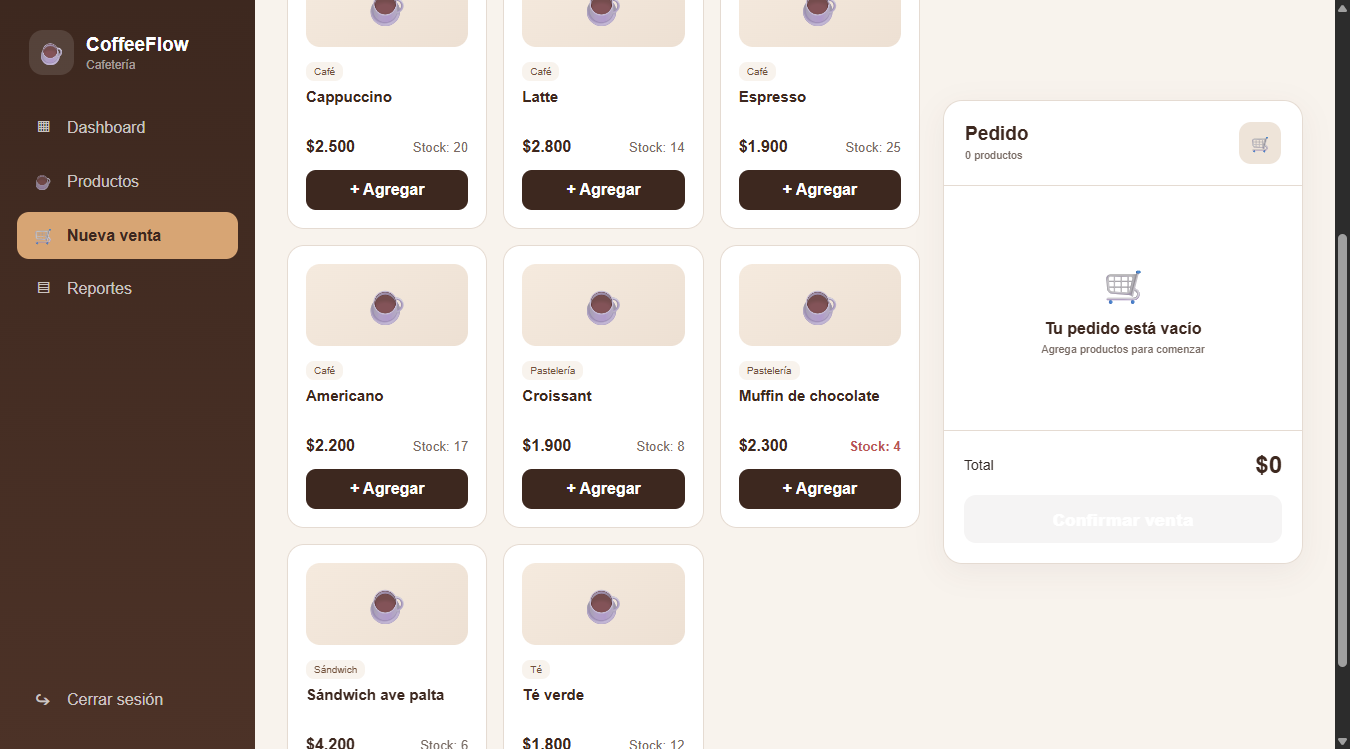 CoffeeFlow
Cafetería
Dashboard
Productos
Nueva venta
Reportes
Cerrar sesión
Café
Cappuccino
$2.500 Stock: 20
+ Agregar
Café
Latte
$2.800 Stock: 14
+ Agregar
Café
Espresso
$1.900 Stock: 25
+ Agregar
Café
Americano
$2.200 Stock: 17
+ Agregar
Pastelería
Croissant
$1.900 Stock: 8
+ Agregar
Pastelería
Muffin de chocolate
$2.300 Stock: 4
+ Agregar
Sándwich
Sándwich ave palta
$4.200 Stock: 6
Té
Té verde
$1.800 Stock: 12
Pedido
0 productos
Tu pedido está vacío
Agrega productos para comenzar
Total $0
Confirmar venta